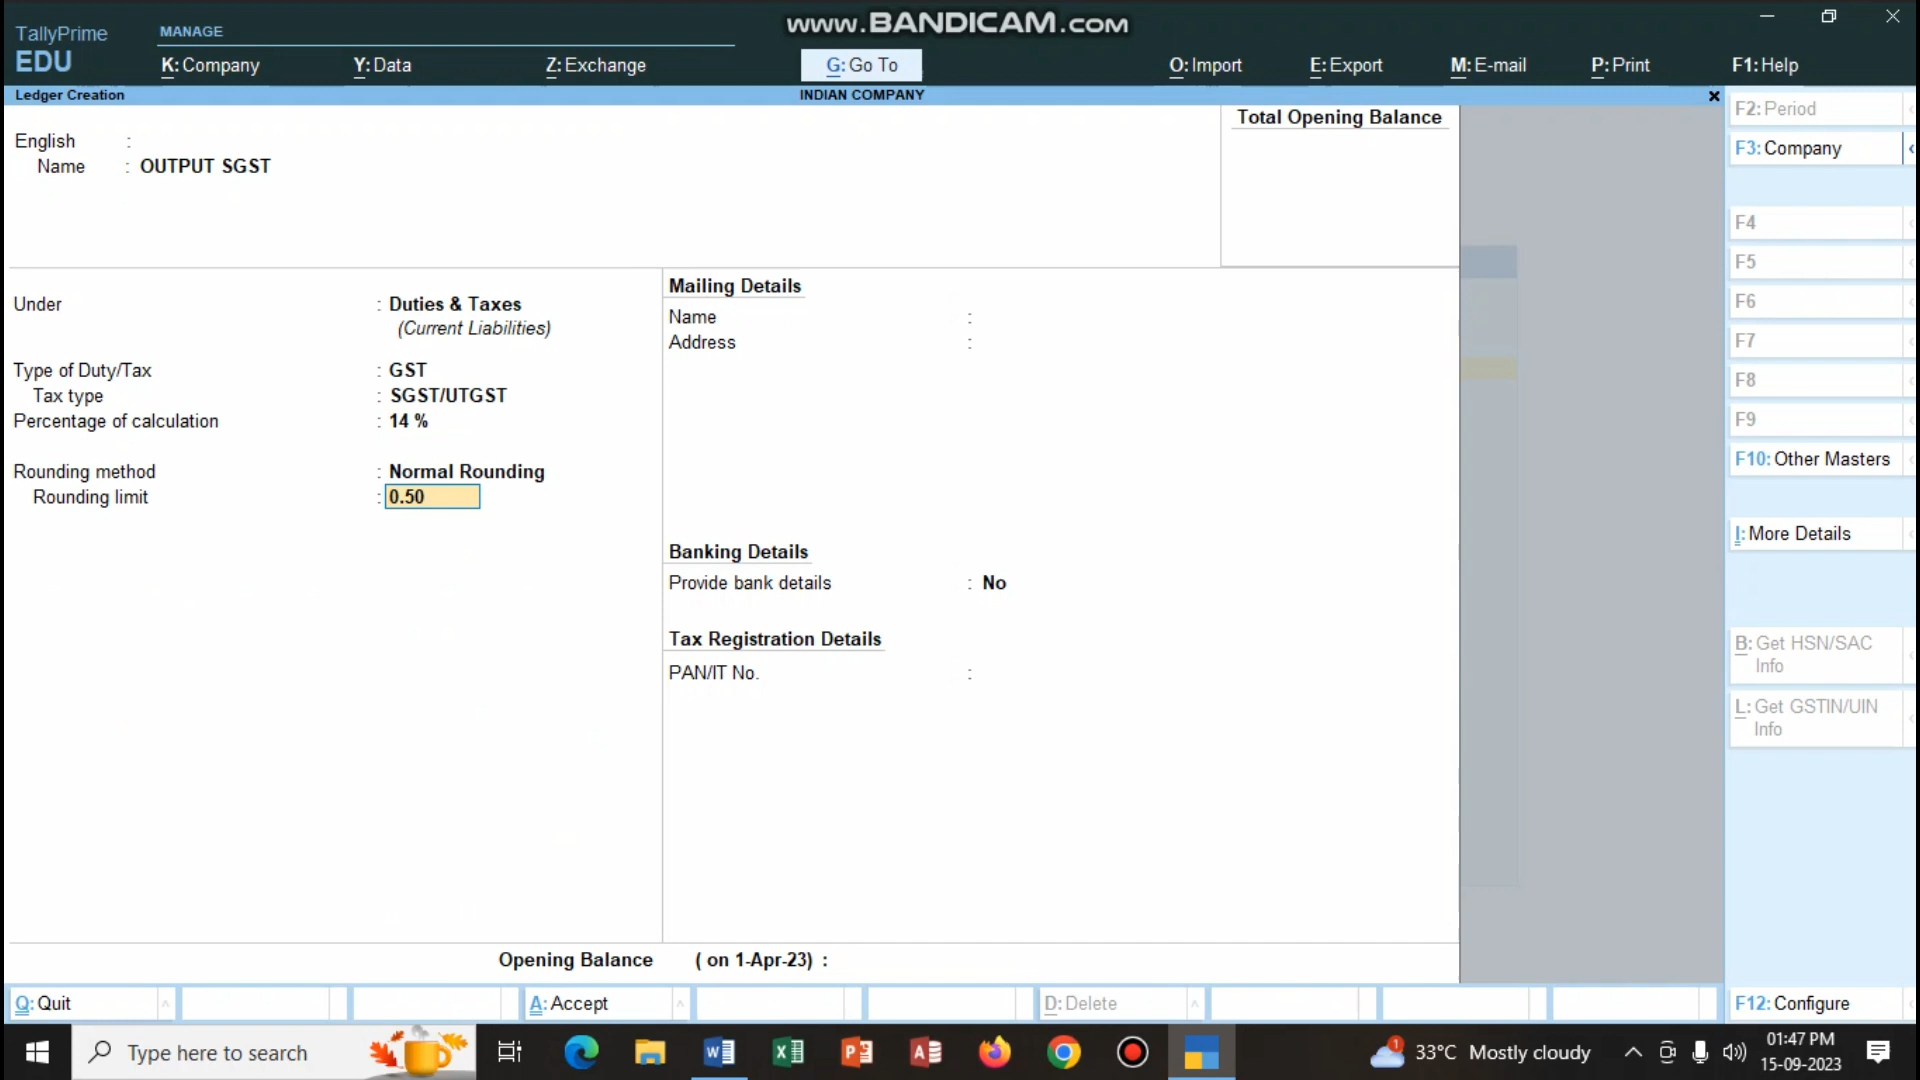 www.BANDICAM.com
TallyPrime
EDU
MANAGE
K: Company
Y: Data
Z: Exchange
G: Go To
O: Import
E: Export
M: E-mail
P: Print
F1: Help
Ledger Creation
INDIAN COMPANY
English :
Name : OUTPUT SGST
Total Opening Balance
Under : Duties & Taxes
(Current Liabilities)
Type of Duty/Tax : GST
Tax type : SGST/UTGST
Percentage of calculation : 14 %
Rounding method : Normal Rounding
Rounding limit : 0.50
Mailing Details
Name :
Address :
Banking Details
Provide bank details : No
Tax Registration Details
PAN/IT No. :
Opening Balance ( on 1-Apr-23) :
F2: Period
F3: Company
F4
F5
F6
F7
F8
F9
F10: Other Masters
I: More Details
B: Get HSN/SAC
Info
L: Get GSTIN/UIN
Info
F12: Configure
Q: Quit
A: Accept
D: Delete
Type here to search
1
33°C Mostly cloudy
01:47 PM
15-09-2023